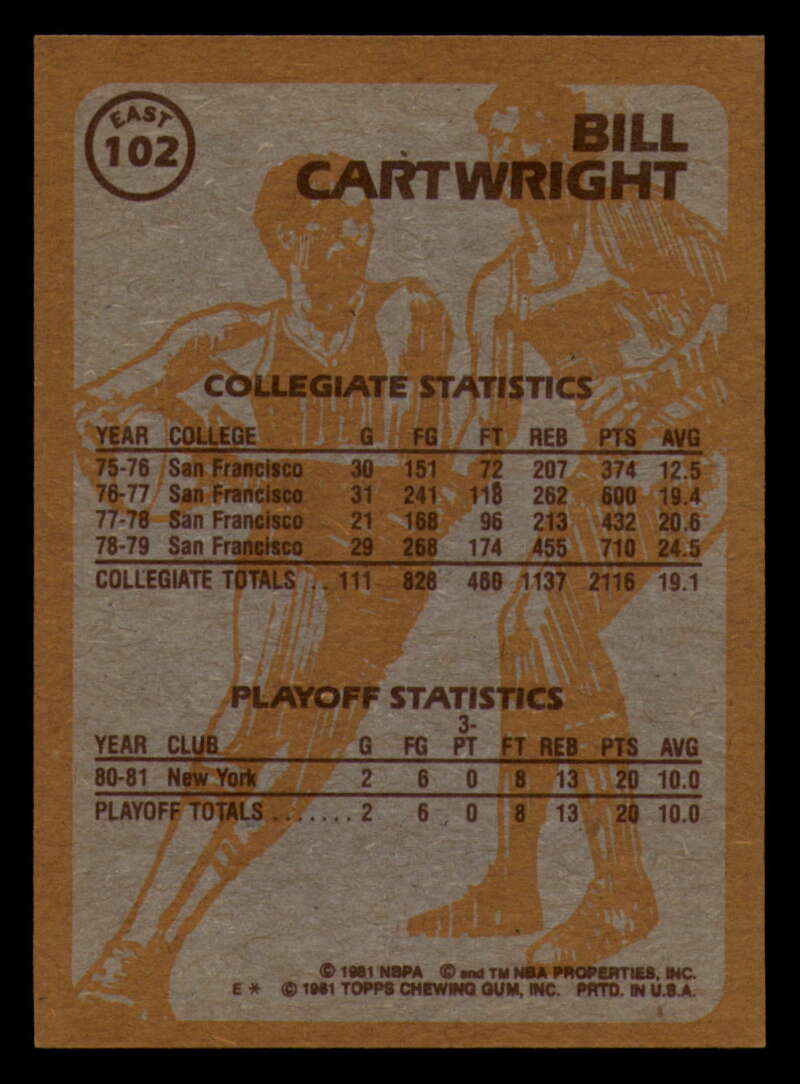 EAST
102
BILL
CARTWRIGHT
COLLEGIATE STATISTICS
YEAR COLLEGE G FG FT REB PTS AVG
75-76 San Francisco 30 151 72 207 374 12.5
76-77 San Francisco 31 241 118 262 600 19.4
77-78 San Francisco 21 168 96 213 432 20.6
78-79 San Francisco 29 268 174 455 710 24.5
COLLEGIATE TOTALS .. 111 828 460 1137 2116 19.1
PLAYOFF STATISTICS
3-
YEAR CLUB G FG PT FT REB PTS AVG
80-81 New York 2 6 0 8 13 20 10.0
PLAYOFF TOTALS ....... 2 6 0 8 13 20 10.0
© 1981 NBPA © and TM NBA PROPERTIES, INC.
E * © 1981 TOPPS CHEWING GUM, INC. PRTD. IN U.S.A.